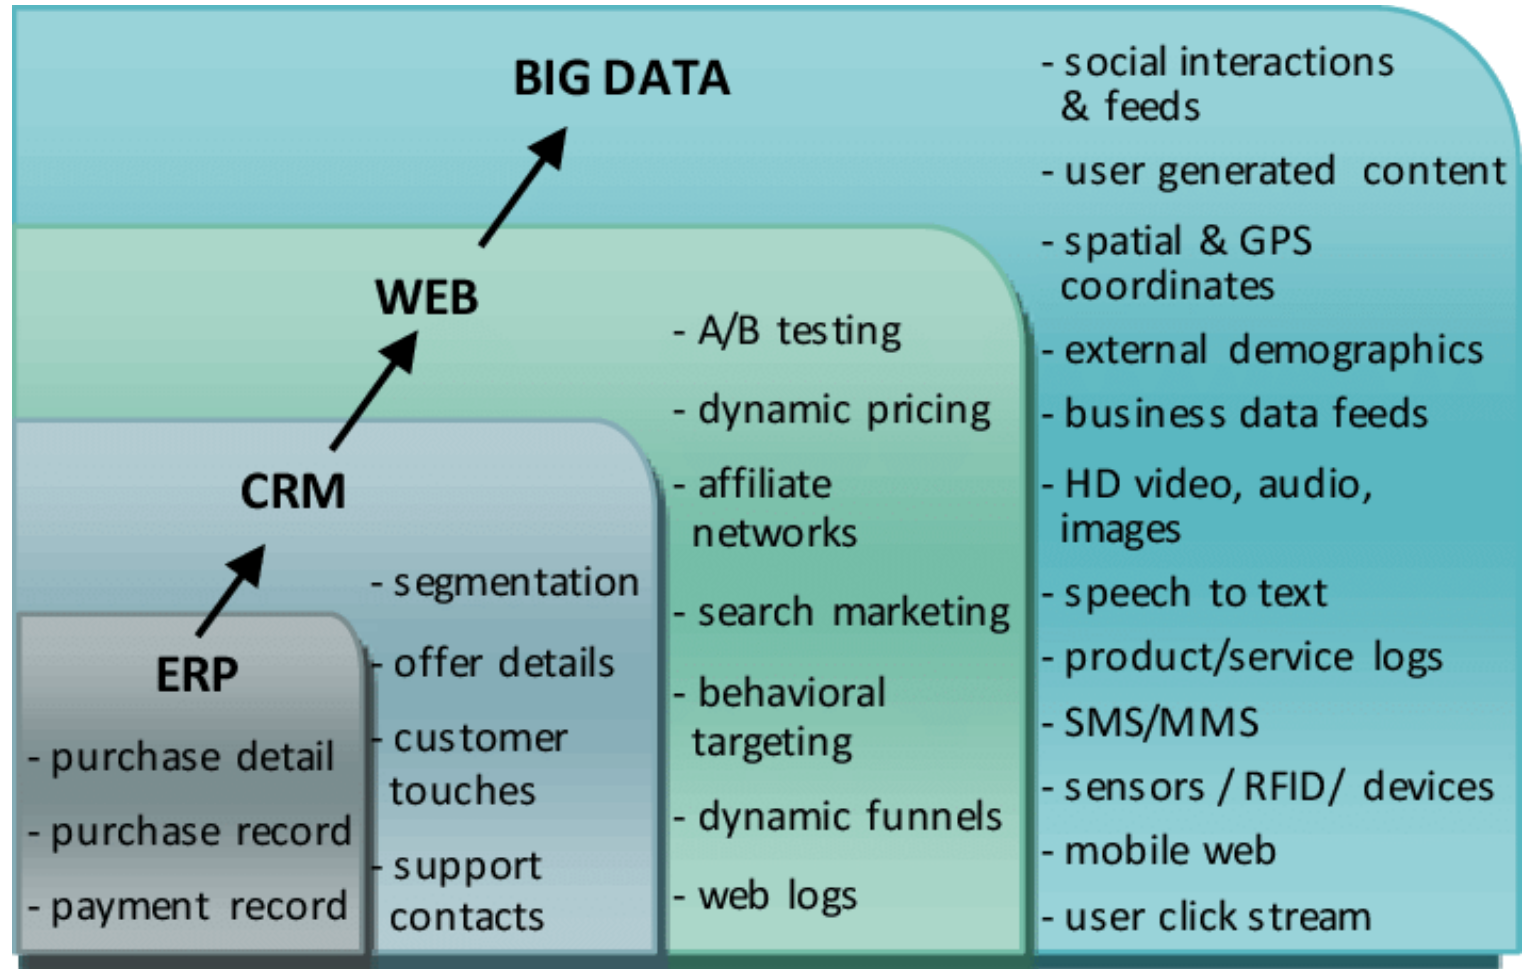 BIG DATA
- social interactions
& feeds
- user generated content
- spatial & GPS
coordinates
- external demographics
- business data feeds
- HD video, audio,
images
- speech to text
- product/service logs
- SMS/MMS
- sensors / RFID/ devices
- mobile web
- user click stream
WEB
- A/B testing
- dynamic pricing
- affiliate
networks
- search marketing
- behavioral
targeting
- dynamic funnels
- web logs
CRM
- segmentation
- offer details
- customer
touches
- support
contacts
ERP
- purchase detail
- purchase record
- payment record